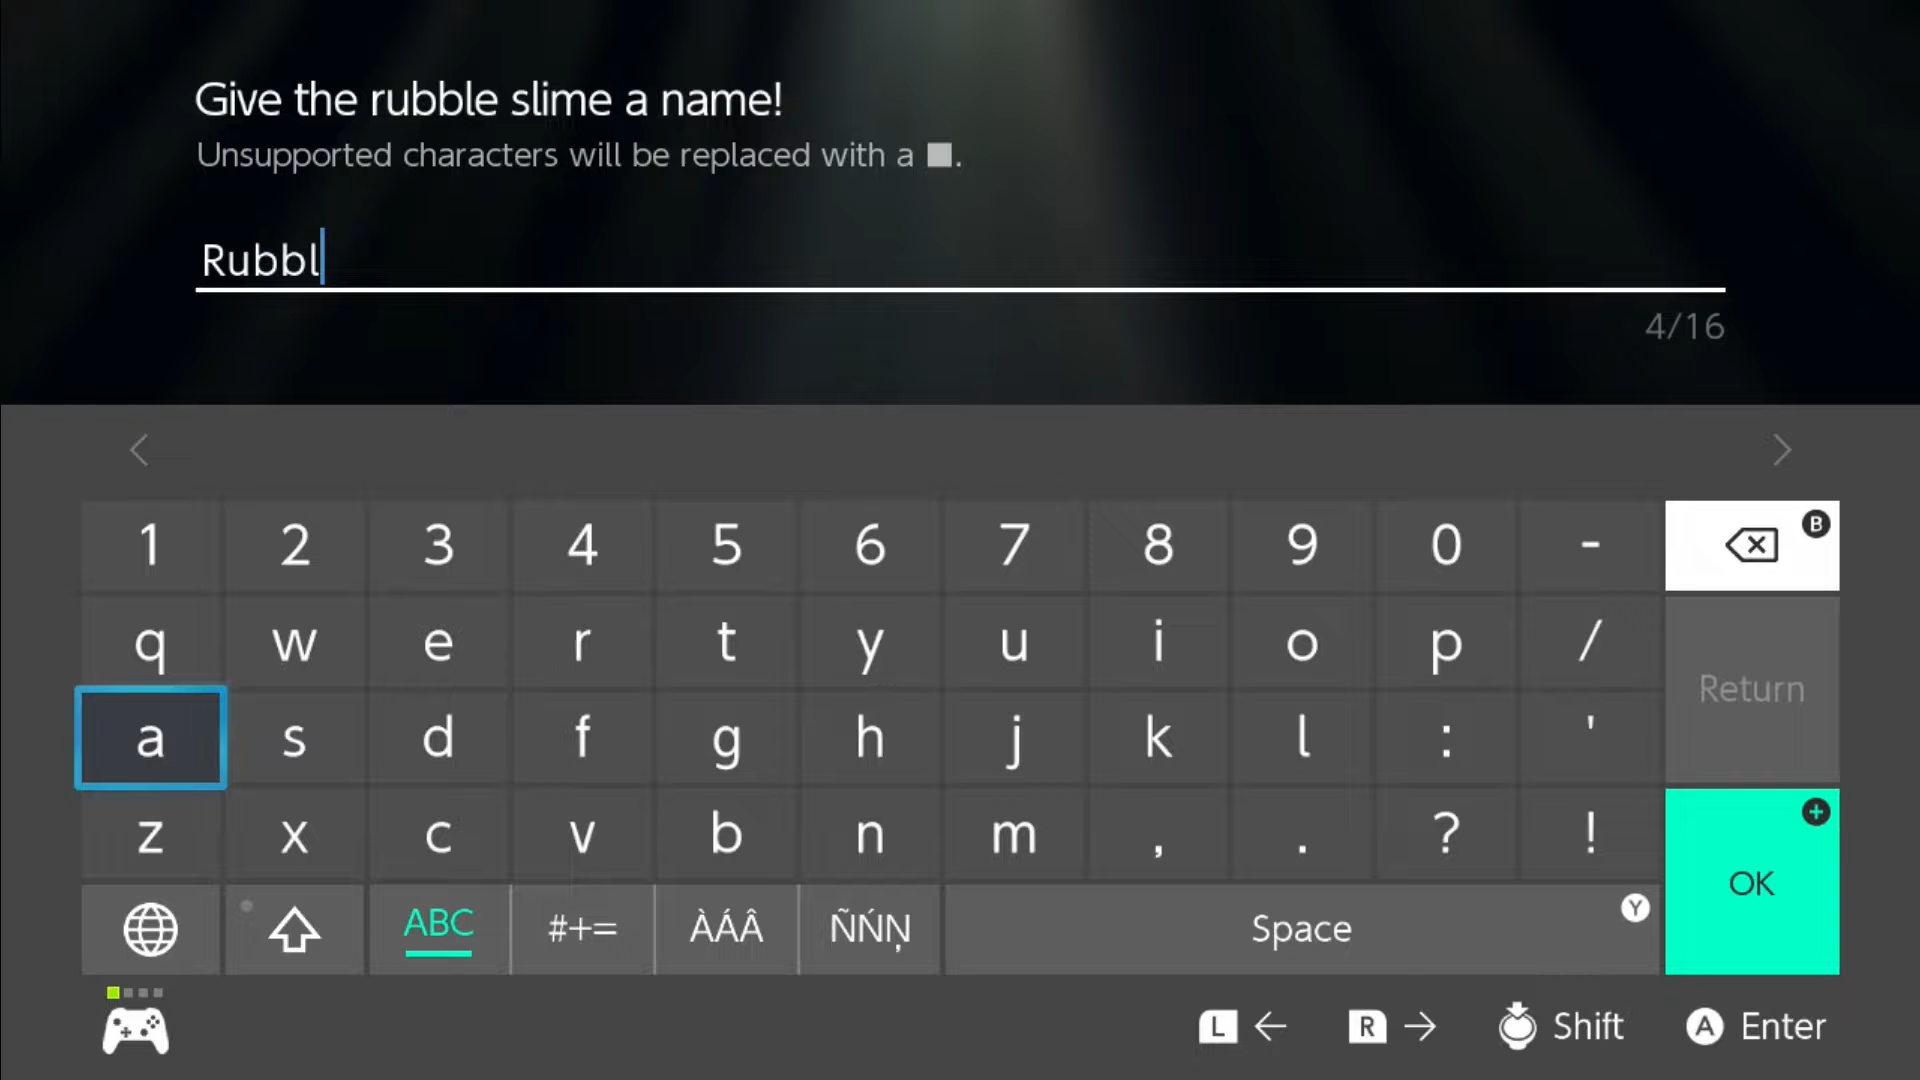 Give the rubble slime a name!
Unsupported characters will be replaced with a ■.
Rubbl
4/16
1 2 3 4 5 6 7 8 9 0 - B
q w e r t y u i o p / Return
a s d f g h j k l : '
z x c v b n m , . ? ! +
OK
ABC #+= ÀÁÂ ÑŃŅ Space Y
L ← R → Shift A Enter